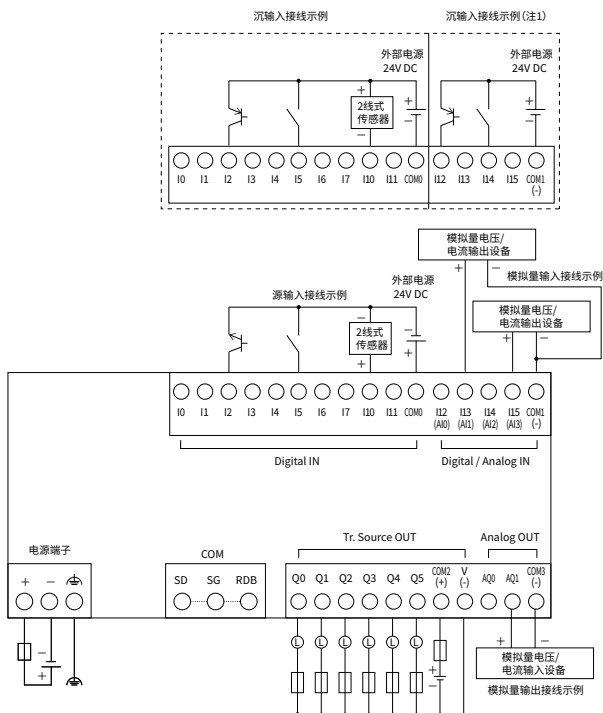 沉输入接线示例 沉输入接线示例(注1)
外部电源 外部电源
24V DC 24V DC
+ + +
2线式
传感器
− − −
I0 I1 I2 I3 I4 I5 I6 I7 I10 I11 COM0 I12 I13 I14 I15 COM1
(-)
模拟量电压/
电流输出设备
+ − 模拟量输入接线示例
外部电源
源输入接线示例 24V DC
模拟量电压/
电流输出设备
− −
2线式
传感器
+ + + −
I0 I1 I2 I3 I4 I5 I6 I7 I10 I11 COM0 I12 I13 I14 I15 COM1
(AI0) (AI1) (AI2) (AI3) (-)
Digital IN Digital / Analog IN
Tr. Source OUT Analog OUT
电源端子 COM
+ − SD SG RDB Q0 Q1 Q2 Q3 Q4 Q5 COM2 V AQ0 AQ1 COM3
(+) (-) (-)
L L L L L L + −
− +
+ −
模拟量电压/
电流输入设备
模拟量输出接线示例